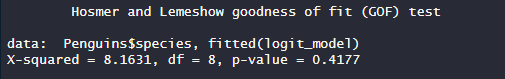 Hosmer and Lemeshow goodness of fit (GOF) test
data:  Penguins$species, fitted(logit_model)
X-squared = 8.1631, df = 8, p-value = 0.4177